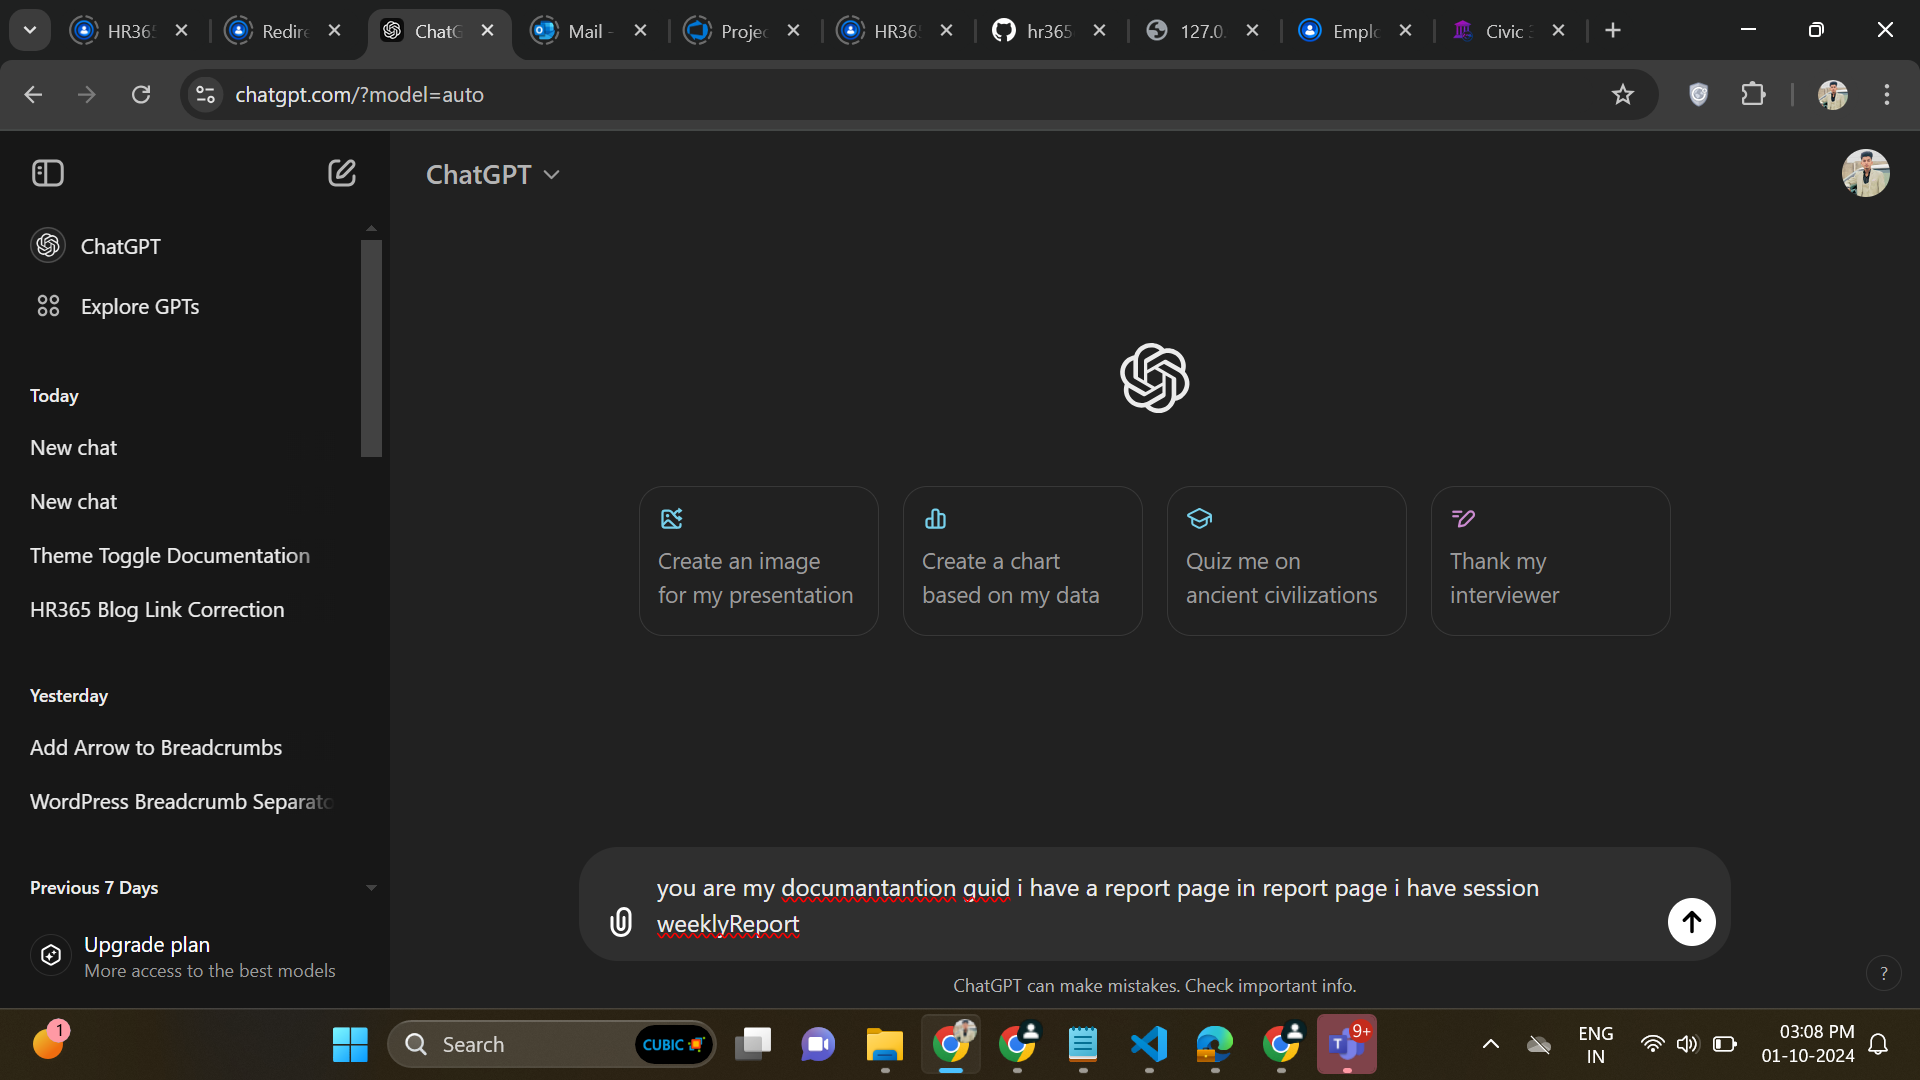 HR365
Redire
ChatG
Mail -
Projec
HR365
hr365
127.0.
Emplo
Civic 3
chatgpt.com/?model=auto
ChatGPT
ChatGPT
Explore GPTs
Today
New chat
New chat
Theme Toggle Documentation
HR365 Blog Link Correction
Yesterday
Add Arrow to Breadcrumbs
WordPress Breadcrumb Separato
Previous 7 Days
Upgrade plan
More access to the best models
Create an image
for my presentation
Create a chart
based on my data
Quiz me on
ancient civilizations
Thank my
interviewer
you are my documantantion guid i have a report page in report page i have session
weeklyReport
ChatGPT can make mistakes. Check important info.
?
1
Search
CUBIC
9+
ENG
IN
03:08 PM
01-10-2024